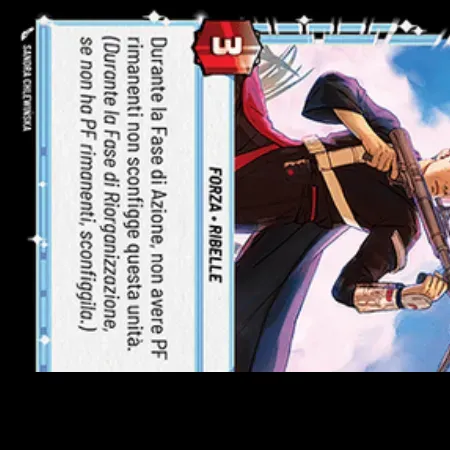 3
FORZA • RIBELLE
Durante la Fase di Azione, non avere PF
rimanenti non sconfigge questa unità.
(Durante la Fase di Riorganizzazione,
se non ha PF rimanenti, sconfiggila.)
SANDRA CHLEWIŃSKA